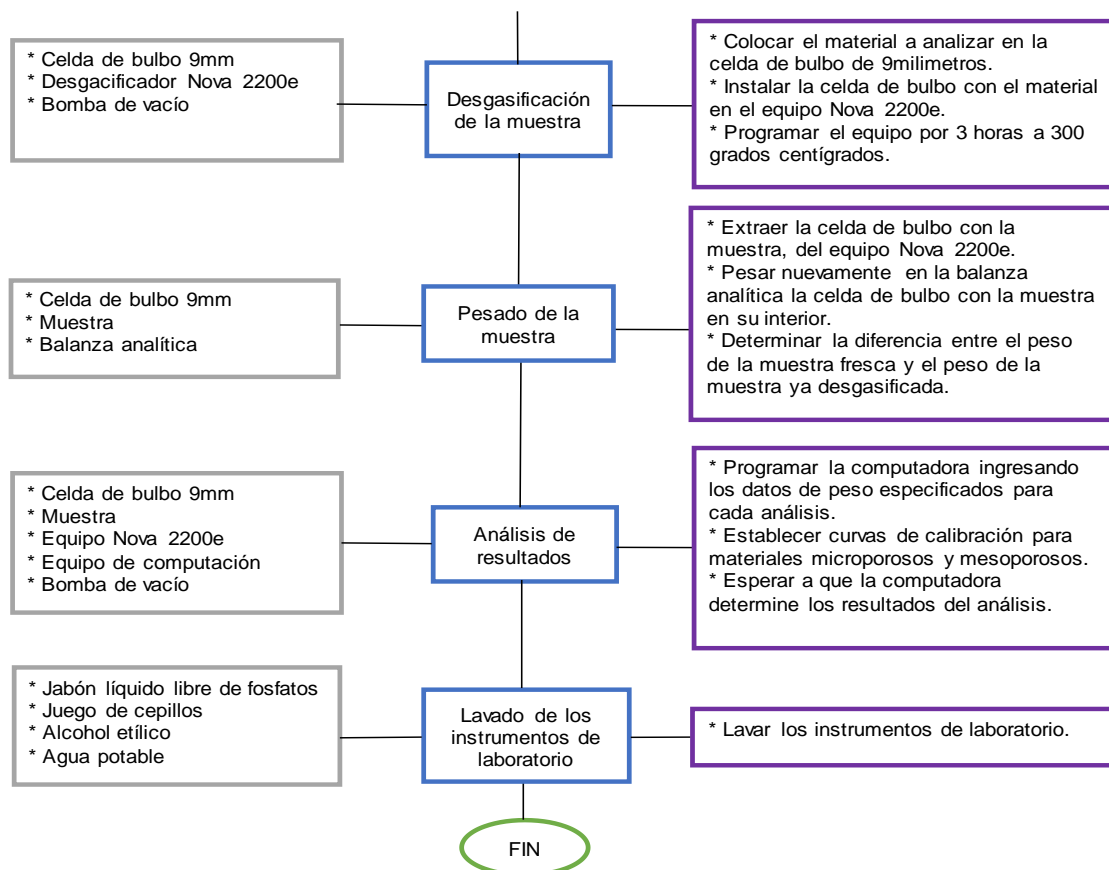 * Celda de bulbo 9mm
* Desgacificador Nova 2200e
* Bomba de vacío
Desgasificación
de la muestra
* Colocar el material a analizar en la
celda de bulbo de 9milimetros.
* Instalar la celda de bulbo con el material
en el equipo Nova 2200e.
* Programar el equipo por 3 horas a 300
grados centígrados.
* Celda de bulbo 9mm
* Muestra
* Balanza analítica
Pesado de la
muestra
* Extraer la celda de bulbo con la
muestra, del equipo Nova 2200e.
* Pesar nuevamente en la balanza
analítica la celda de bulbo con la muestra
en su interior.
* Determinar la diferencia entre el peso
de la muestra fresca y el peso de la
muestra ya desgasificada.
* Celda de bulbo 9mm
* Muestra
* Equipo Nova 2200e
* Equipo de computación
* Bomba de vacío
Análisis de
resultados
* Programar la computadora ingresando
los datos de peso especificados para
cada análisis.
* Establecer curvas de calibración para
materiales microporosos y mesoporosos.
* Esperar a que la computadora
determine los resultados del análisis.
* Jabón líquido libre de fosfatos
* Juego de cepillos
* Alcohol etílico
* Agua potable
Lavado de los
instrumentos de
laboratorio
* Lavar los instrumentos de laboratorio.
FIN